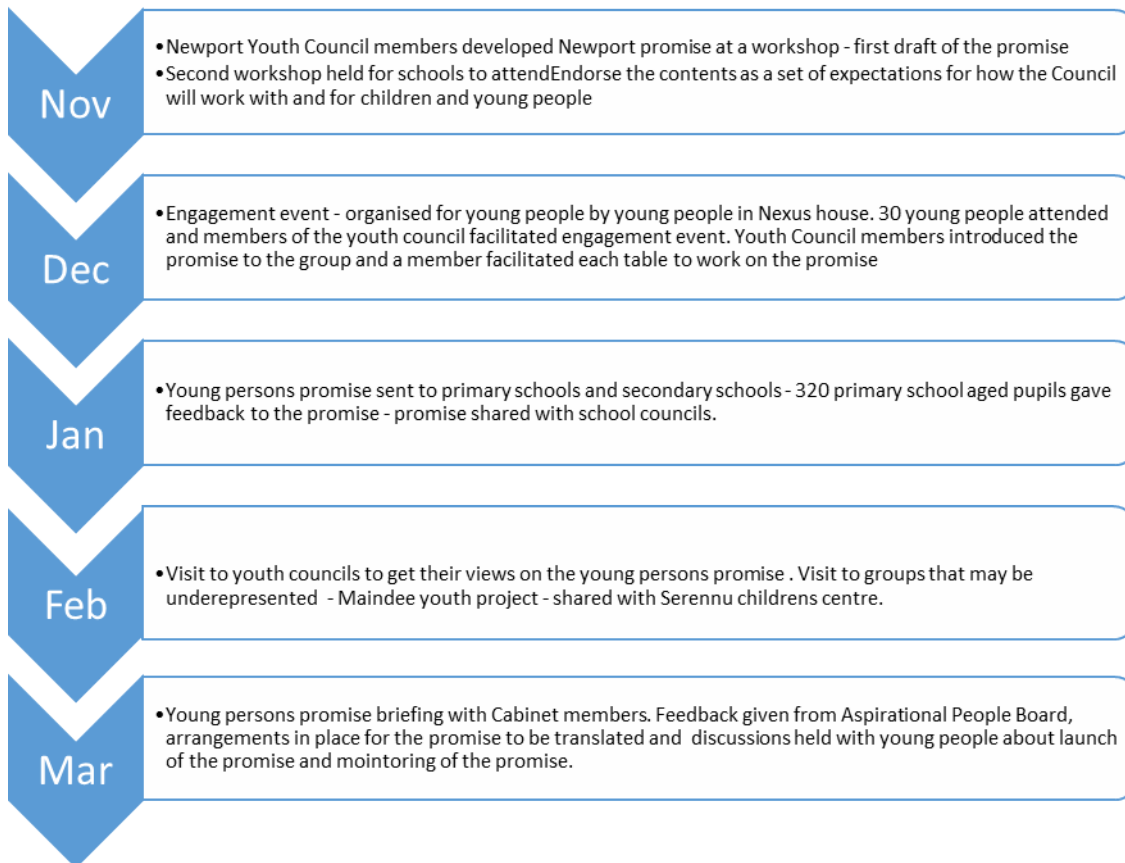 Nov
•Newport Youth Council members developed Newport promise at a workshop - first draft of the promise
•Second workshop held for schools to attendEndorse the contents as a set of expectations for how the Council
will work with and for children and young people
Dec
•Engagement event - organised for young people by young people in Nexus house. 30 young people attended
and members of the youth council facilitated engagement event. Youth Council members introduced the
promise to the group and a member facilitated each table to work on the promise
Jan
•Young persons promise sent to primary schools and secondary schools - 320 primary school aged pupils gave
feedback to the promise - promise shared with school councils.
Feb
•Visit to youth councils to get their views on the young persons promise . Visit to groups that may be
underepresented - Maindee youth project - shared with Serennu childrens centre.
Mar
•Young persons promise briefing with Cabinet members. Feedback given from Aspirational People Board,
arrangements in place for the promise to be translated and discussions held with young people about launch
of the promise and mointoring of the promise.